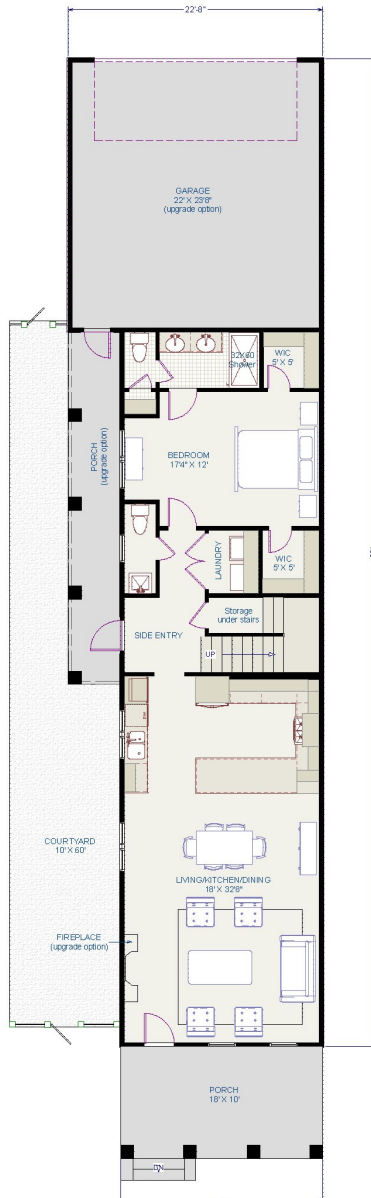 22'-8"
GARAGE
22' X 23'8"
(upgrade option)
32X60
Shower
WIC
5' X 5'
PORCH
(upgrade option)
BEDROOM
17'4" X 12'
LAUNDRY
WIC
5' X 5'
Storage
under stairs
SIDE ENTRY
UP
COURTYARD
10' X 60'
LIVING/KITCHEN/DINING
18' X 32'8"
FIREPLACE
(upgrade option)
PORCH
18' X 10'
DN